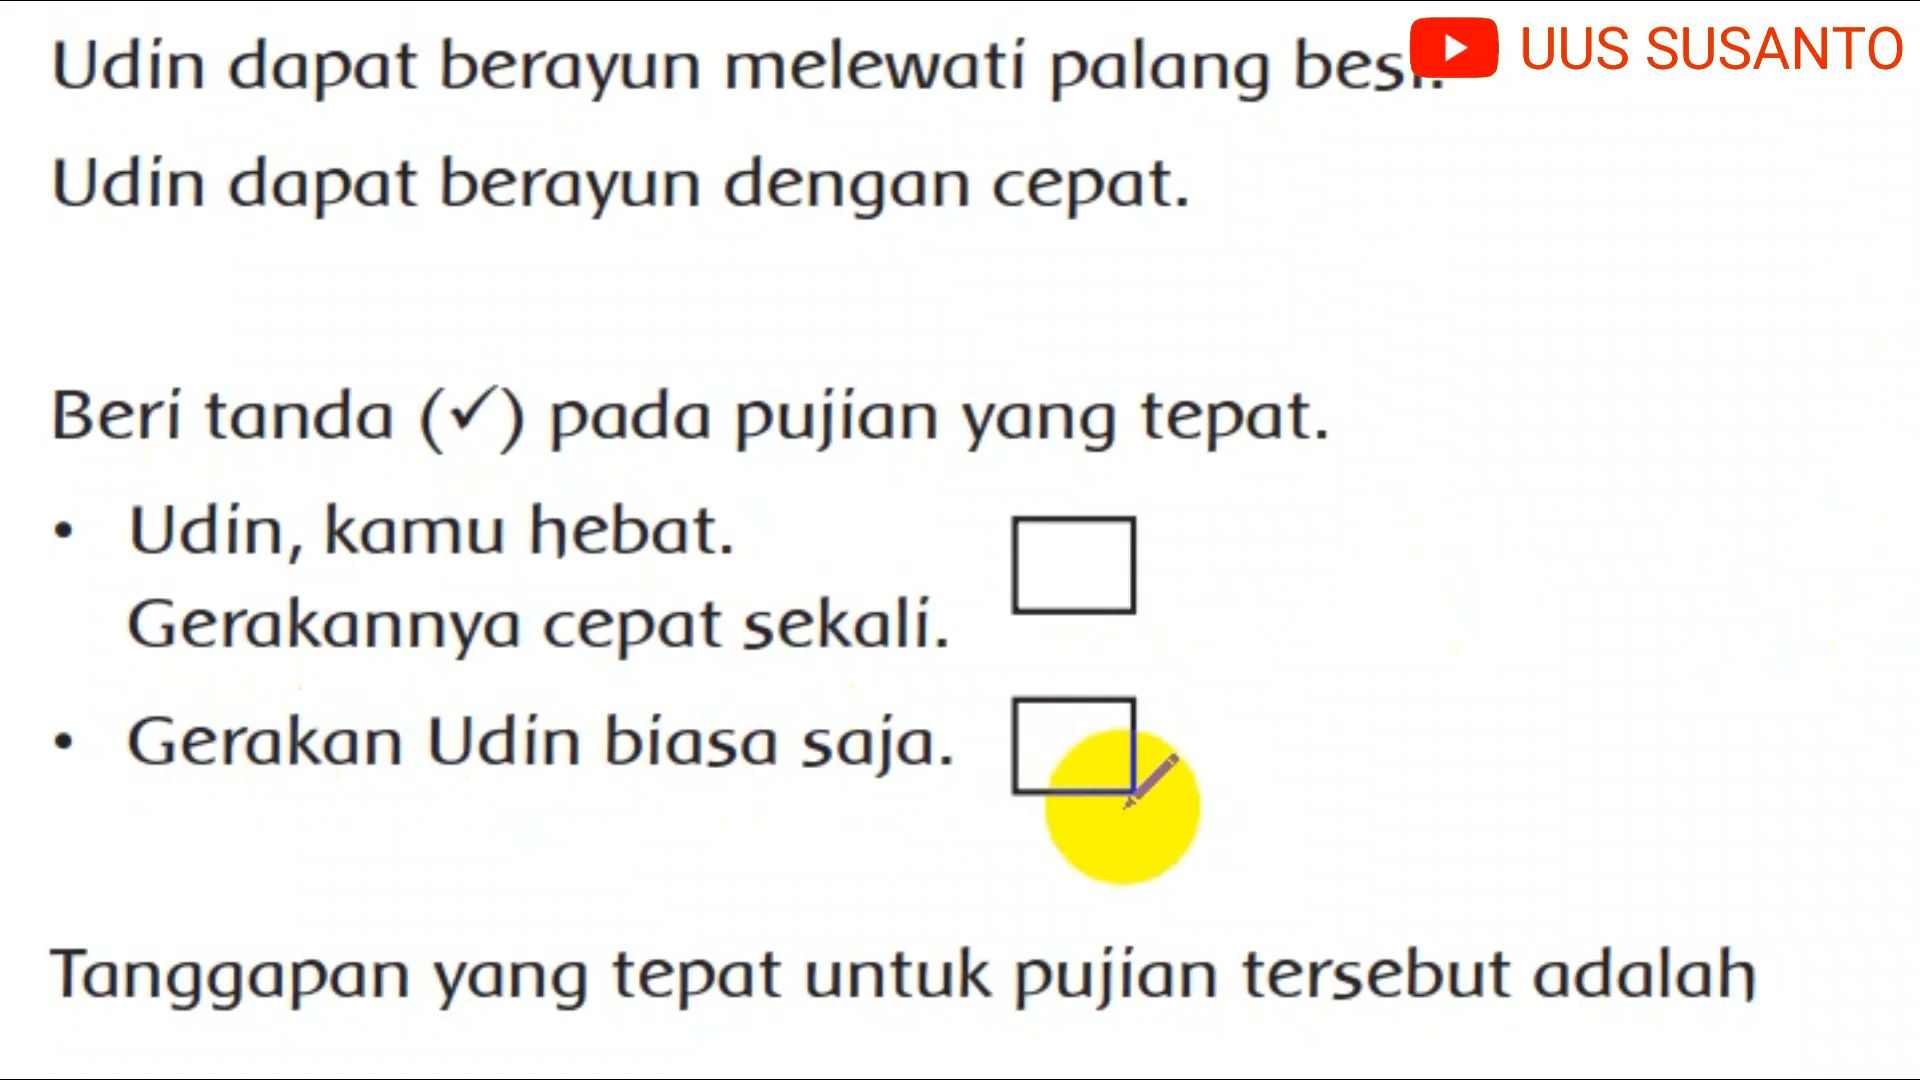 Udin dapat berayun melewati palang besi.
UUS SUSANTO
Udin dapat berayun dengan cepat.
Beri tanda (✓) pada pujian yang tepat.
• Udin, kamu hebat.
Gerakannya cepat sekali.
• Gerakan Udin biasa saja.
Tanggapan yang tepat untuk pujian tersebut adalah